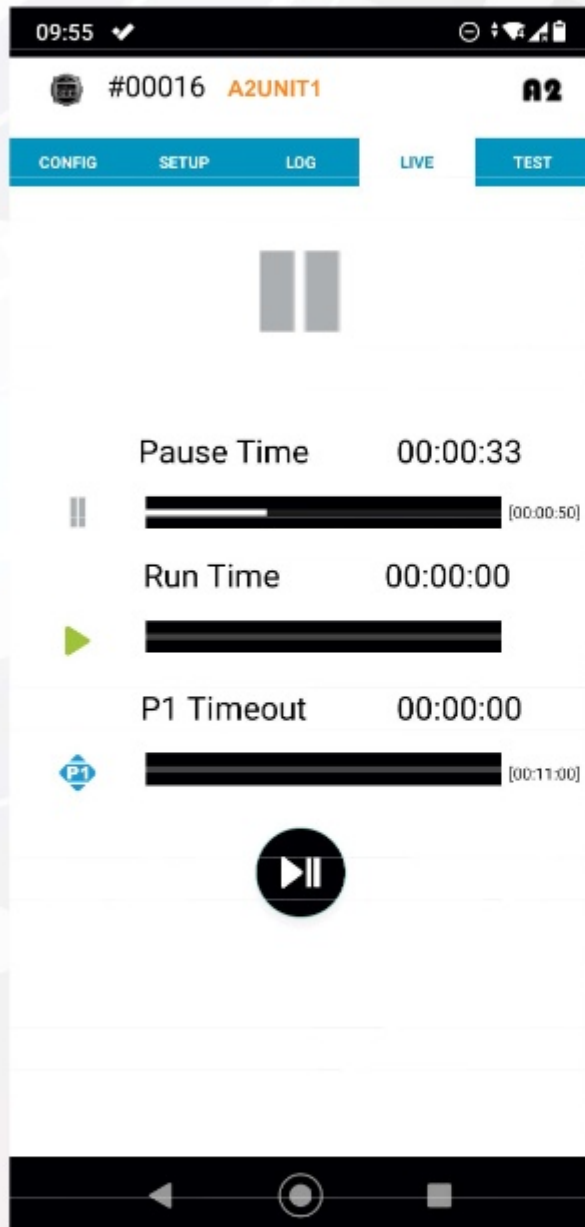 09:55
#00016 A2UNIT1 A2
CONFIG SETUP LOG LIVE TEST
Pause Time 00:00:33
[00:00:50]
Run Time 00:00:00
P1 Timeout 00:00:00
P1 [00:11:00]